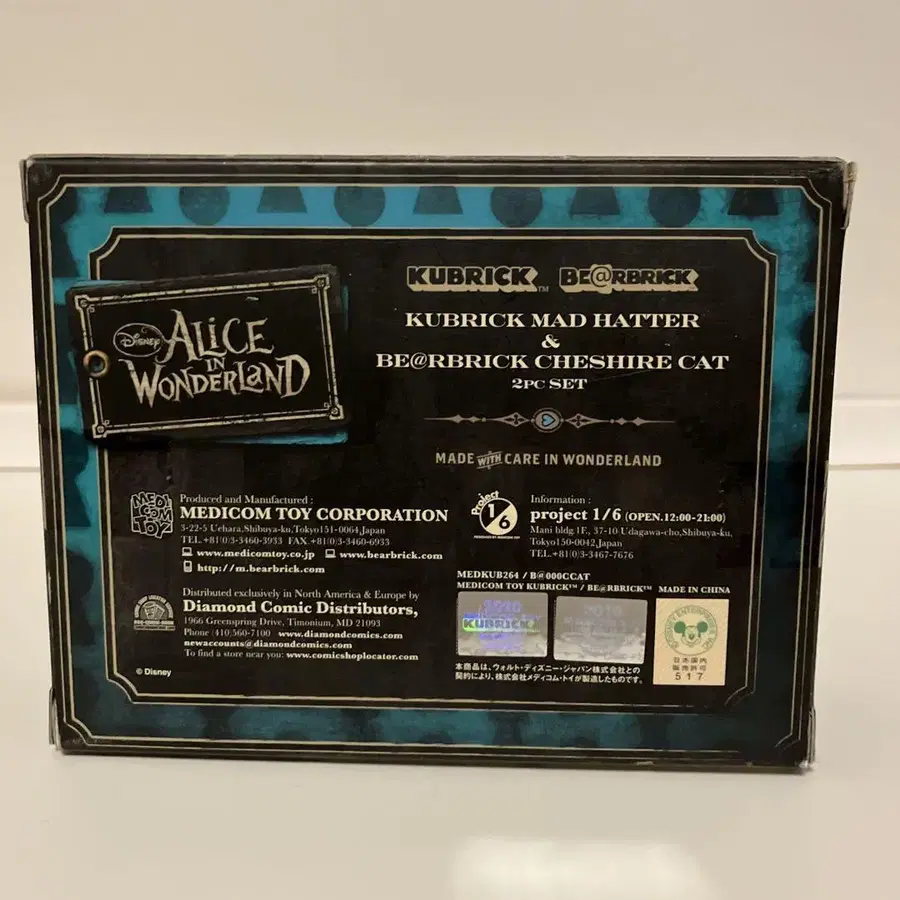 Disney
ALICE
IN
WONDERLAND
KUBRICK™ BE@RBRICK
KUBRICK MAD HATTER
&
BE@RBRICK CHESHIRE CAT
2PC SET
MADE WITH CARE IN WONDERLAND
MEDI
COM
TOY
Produced and Manufactured :
MEDICOM TOY CORPORATION
3-22-5 Uehara,Shibuya-ku,Tokyo151-0064,Japan
TEL.+81(0)3-3460-3933 FAX.+81(0)3-3460-6933
www.medicomtoy.co.jp www.bearbrick.com
http://m.bearbrick.com
Distributed exclusively in North America & Europe by
Diamond Comic Distributors,
1966 Greenspring Drive, Timonium, MD 21093
Phone (410)560-7100 www.diamondcomics.com
newaccounts@diamondcomics.com
To find a store near you: www.comicshoplocator.com
© Disney
Project
1/6
PRODUCED BY MEDICOM TOY
Information :
project 1/6 (OPEN.12:00-21:00)
Mani bldg 1F, 37-10 Udagawa-cho,Shibuya-ku,
Tokyo150-0042,Japan
TEL.+81(0)3-3467-7676
MEDKUB264 / B@000CCAT
MEDICOM TOY KUBRICK™ / BE@RBRICK™ MADE IN CHINA
2010
KUBRICK
2010
日本国内
販売許可
517
本商品は、ウォルト・ディズニー・ジャパン株式会社との
契約により、株式会社メディコム・トイが製造したものです。